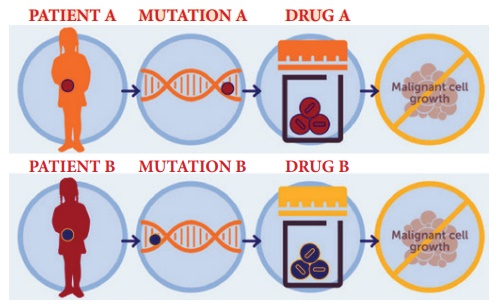 PATIENT A MUTATION A DRUG A
Malignant cell
growth
PATIENT B MUTATION B DRUG B
Malignant cell
growth